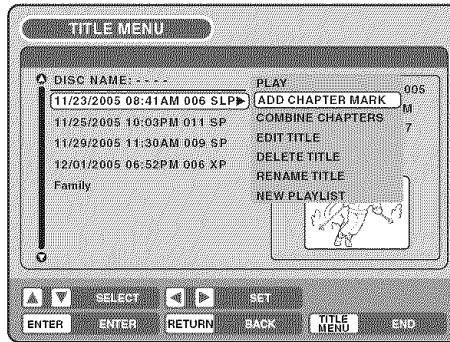 TITLE MENU
DISC NAME: - - - -
11/23/2005 08:41AM 006 SLP▶
11/25/2005 10:03PM 011 SP
11/29/2005 11:30AM 009 SP
12/01/2005 06:52PM 006 XP
Family
PLAY
ADD CHAPTER MARK
COMBINE CHAPTERS
EDIT TITLE
DELETE TITLE
RENAME TITLE
NEW PLAYLIST
005
M
7
SELECT SET
ENTER ENTER RETURN BACK TITLE MENU END